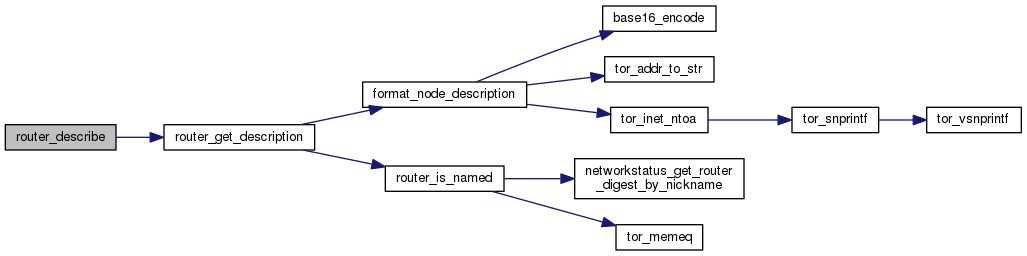 router_describe
router_get_description
format_node_description
base16_encode
tor_addr_to_str
tor_inet_ntoa
tor_snprintf
tor_vsnprintf
router_is_named
networkstatus_get_router
_digest_by_nickname
tor_memeq